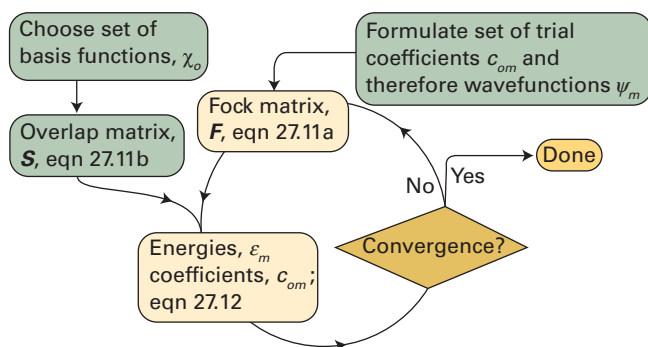 Choose set of
basis functions, χₒ
Formulate set of trial
coefficients cₒₘ and
therefore wavefunctions ψₘ
Fock matrix,
F, eqn 27.11a
Overlap matrix,
S, eqn 27.11b
Done
No
Yes
Energies, εₘ
coefficients, cₒₘ;
eqn 27.12
Convergence?